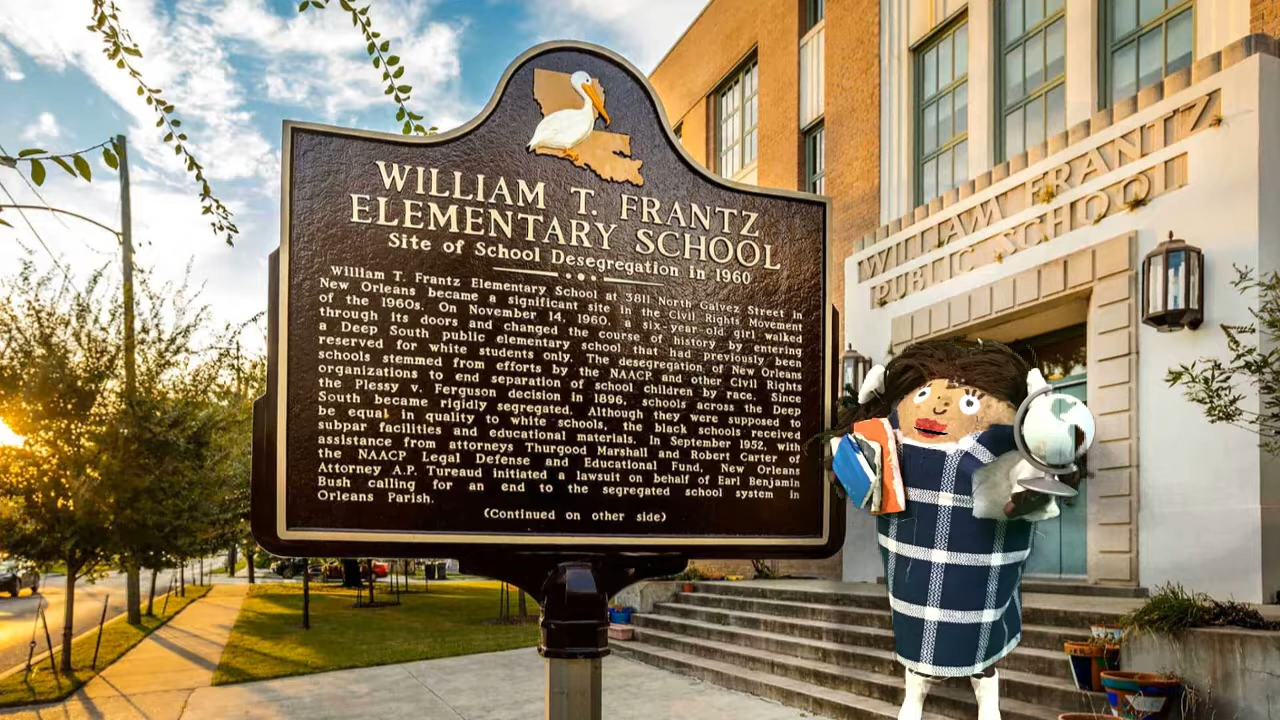 WILLIAM T. FRANTZ
ELEMENTARY SCHOOL
Site of School Desegregation in 1960
William T. Frantz Elementary School at 3811 North Galvez Street in
New Orleans became a significant site in the Civil Rights Movement
of the 1960s. On November 14, 1960, a six-year-old girl walked
through its doors and changed the course of history by entering
a Deep South public elementary school that had previously been
reserved for white students only. The desegregation of New Orleans
schools stemmed from efforts by the NAACP and other Civil Rights
organizations to end separation of school children by race. Since
the Plessy v. Ferguson decision in 1896, schools across the Deep
South became rigidly segregated. Although they were supposed to
be equal in quality to white schools, the black schools received
subpar facilities and educational materials. In September 1952, with
assistance from attorneys Thurgood Marshall and Robert Carter of
the NAACP Legal Defense and Educational Fund, New Orleans
Attorney A.P. Tureaud initiated a lawsuit on behalf of Earl Benjamin
Bush calling for an end to the segregated school system in
Orleans Parish.
(Continued on other side)
WILLIAM FRANTZ
PUBLIC SCHOOL